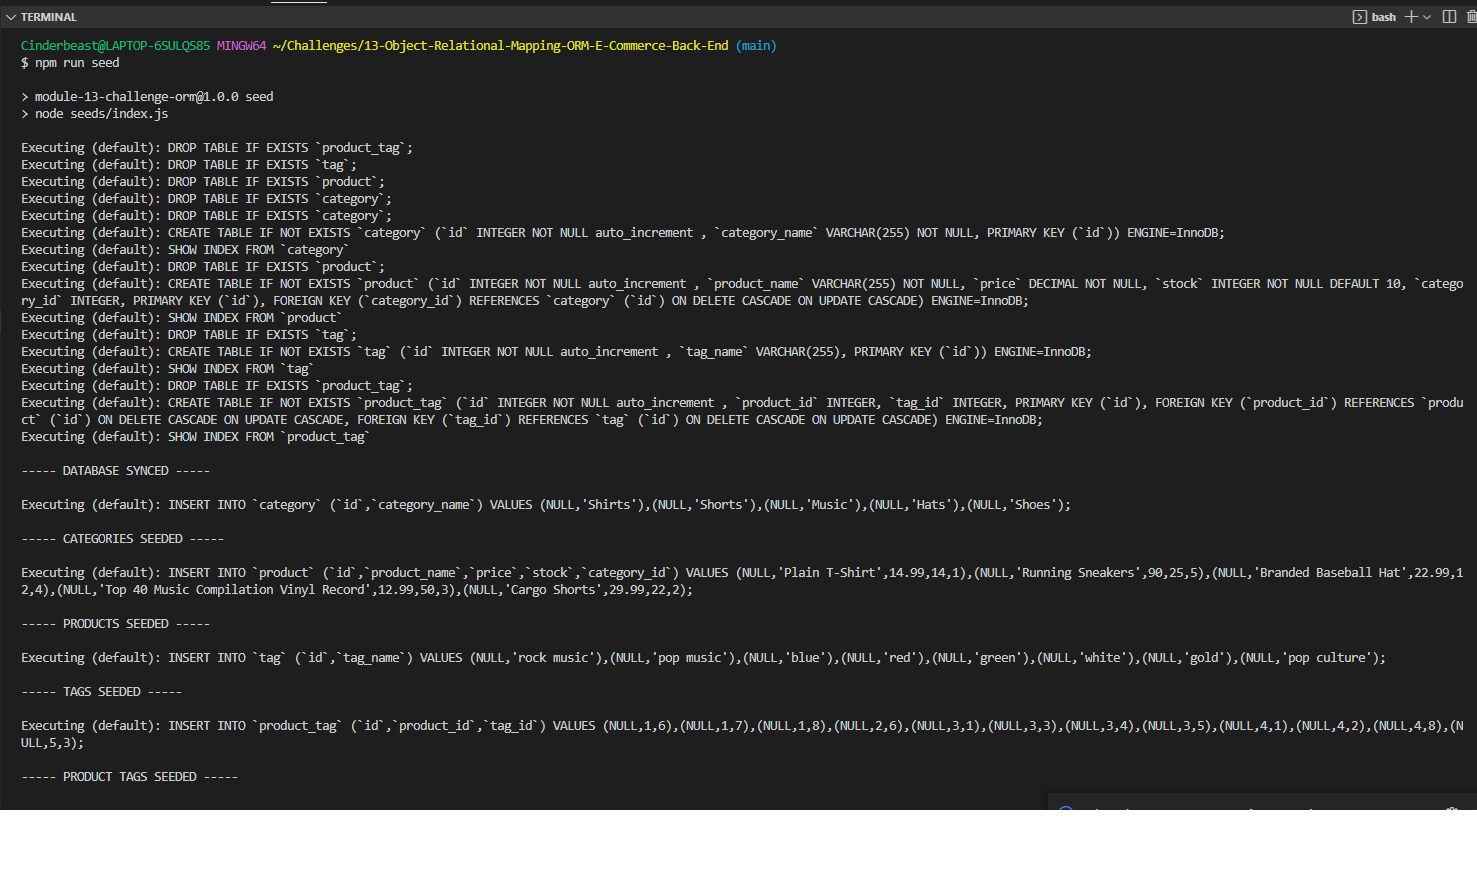 TERMINAL
bash
Cinderbeast@LAPTOP-6SULQS85 MINGW64 ~/Challenges/13-Object-Relational-Mapping-ORM-E-Commerce-Back-End (main)
$ npm run seed
> module-13-challenge-orm@1.0.0 seed
> node seeds/index.js
Executing (default): DROP TABLE IF EXISTS `product_tag`;
Executing (default): DROP TABLE IF EXISTS `tag`;
Executing (default): DROP TABLE IF EXISTS `product`;
Executing (default): DROP TABLE IF EXISTS `category`;
Executing (default): DROP TABLE IF EXISTS `category`;
Executing (default): CREATE TABLE IF NOT EXISTS `category` (`id` INTEGER NOT NULL auto_increment , `category_name` VARCHAR(255) NOT NULL, PRIMARY KEY (`id`)) ENGINE=InnoDB;
Executing (default): SHOW INDEX FROM `category`
Executing (default): DROP TABLE IF EXISTS `product`;
Executing (default): CREATE TABLE IF NOT EXISTS `product` (`id` INTEGER NOT NULL auto_increment , `product_name` VARCHAR(255) NOT NULL, `price` DECIMAL NOT NULL, `stock` INTEGER NOT NULL DEFAULT 10, `catego
ry_id` INTEGER, PRIMARY KEY (`id`), FOREIGN KEY (`category_id`) REFERENCES `category` (`id`) ON DELETE CASCADE ON UPDATE CASCADE) ENGINE=InnoDB;
Executing (default): SHOW INDEX FROM `product`
Executing (default): DROP TABLE IF EXISTS `tag`;
Executing (default): CREATE TABLE IF NOT EXISTS `tag` (`id` INTEGER NOT NULL auto_increment , `tag_name` VARCHAR(255), PRIMARY KEY (`id`)) ENGINE=InnoDB;
Executing (default): SHOW INDEX FROM `tag`
Executing (default): DROP TABLE IF EXISTS `product_tag`;
Executing (default): CREATE TABLE IF NOT EXISTS `product_tag` (`id` INTEGER NOT NULL auto_increment , `product_id` INTEGER, `tag_id` INTEGER, PRIMARY KEY (`id`), FOREIGN KEY (`product_id`) REFERENCES `produ
ct` (`id`) ON DELETE CASCADE ON UPDATE CASCADE, FOREIGN KEY (`tag_id`) REFERENCES `tag` (`id`) ON DELETE CASCADE ON UPDATE CASCADE) ENGINE=InnoDB;
Executing (default): SHOW INDEX FROM `product_tag`
----- DATABASE SYNCED -----
Executing (default): INSERT INTO `category` (`id`,`category_name`) VALUES (NULL,'Shirts'),(NULL,'Shorts'),(NULL,'Music'),(NULL,'Hats'),(NULL,'Shoes');
----- CATEGORIES SEEDED -----
Executing (default): INSERT INTO `product` (`id`,`product_name`,`price`,`stock`,`category_id`) VALUES (NULL,'Plain T-Shirt',14.99,14,1),(NULL,'Running Sneakers',90,25,5),(NULL,'Branded Baseball Hat',22.99,1
2,4),(NULL,'Top 40 Music Compilation Vinyl Record',12.99,50,3),(NULL,'Cargo Shorts',29.99,22,2);
----- PRODUCTS SEEDED -----
Executing (default): INSERT INTO `tag` (`id`,`tag_name`) VALUES (NULL,'rock music'),(NULL,'pop music'),(NULL,'blue'),(NULL,'red'),(NULL,'green'),(NULL,'white'),(NULL,'gold'),(NULL,'pop culture');
----- TAGS SEEDED -----
Executing (default): INSERT INTO `product_tag` (`id`,`product_id`,`tag_id`) VALUES (NULL,1,6),(NULL,1,7),(NULL,1,8),(NULL,2,6),(NULL,3,1),(NULL,3,3),(NULL,3,4),(NULL,3,5),(NULL,4,1),(NULL,4,2),(NULL,4,8),(N
ULL,5,3);
----- PRODUCT TAGS SEEDED -----